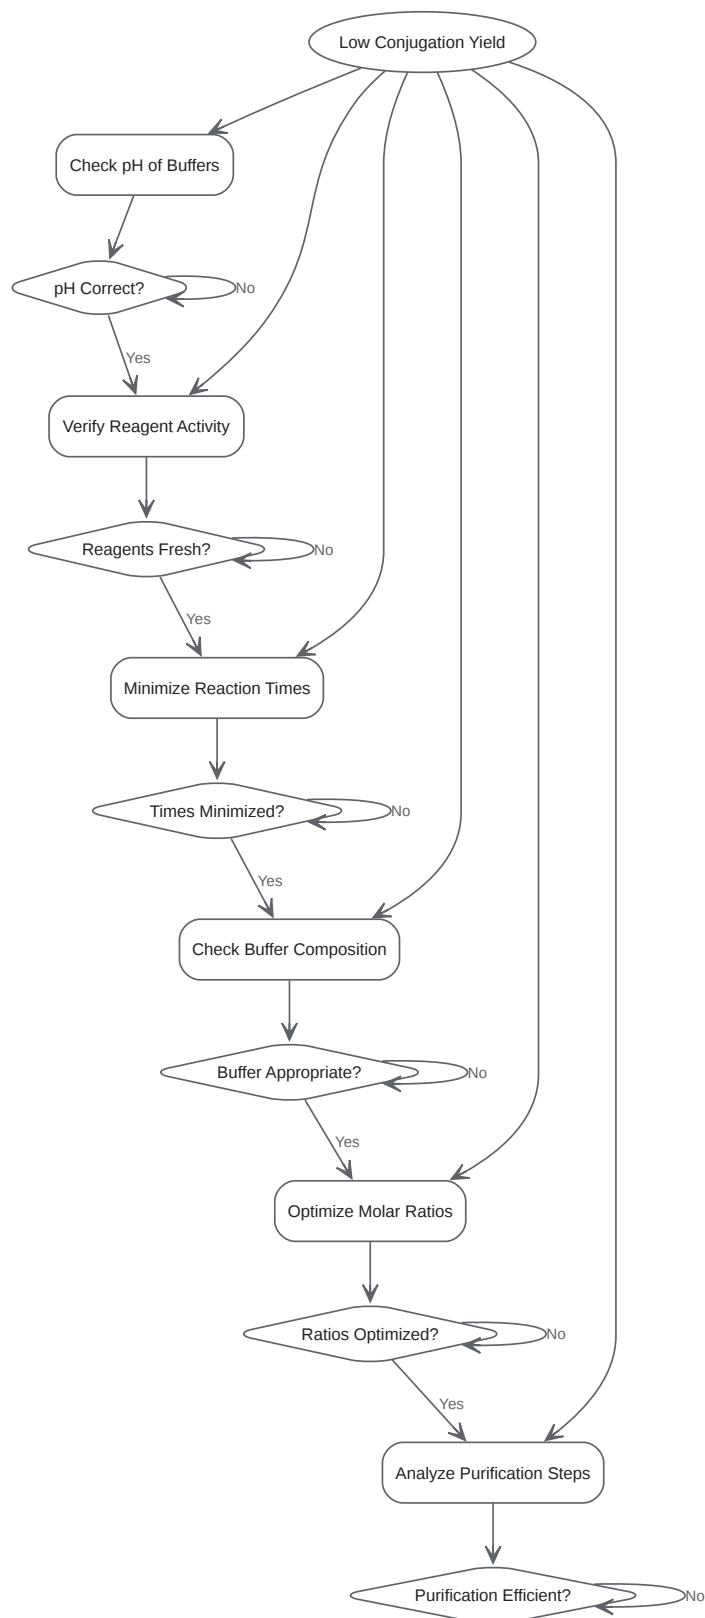 Low Conjugation Yield
Check pH of Buffers
pH Correct?
No
Yes
Verify Reagent Activity
Reagents Fresh?
No
Yes
Minimize Reaction Times
Times Minimized?
No
Yes
Check Buffer Composition
Buffer Appropriate?
No
Yes
Optimize Molar Ratios
Ratios Optimized?
No
Yes
Analyze Purification Steps
Purification Efficient?
No